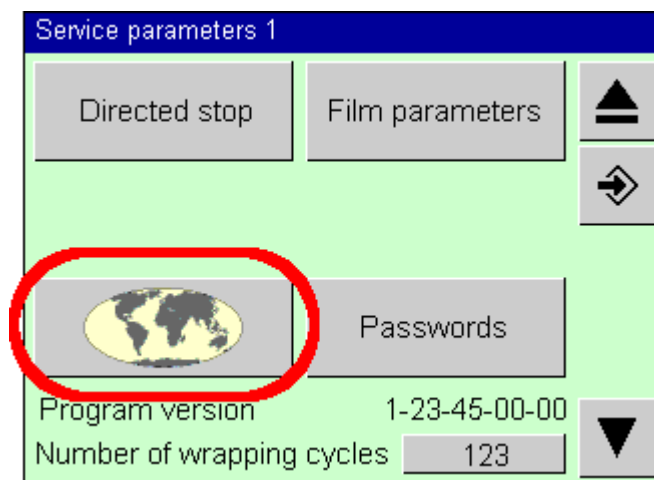 Service parameters 1
Directed stop
Film parameters
Passwords
Program version 1-23-45-00-00
Number of wrapping cycles 123